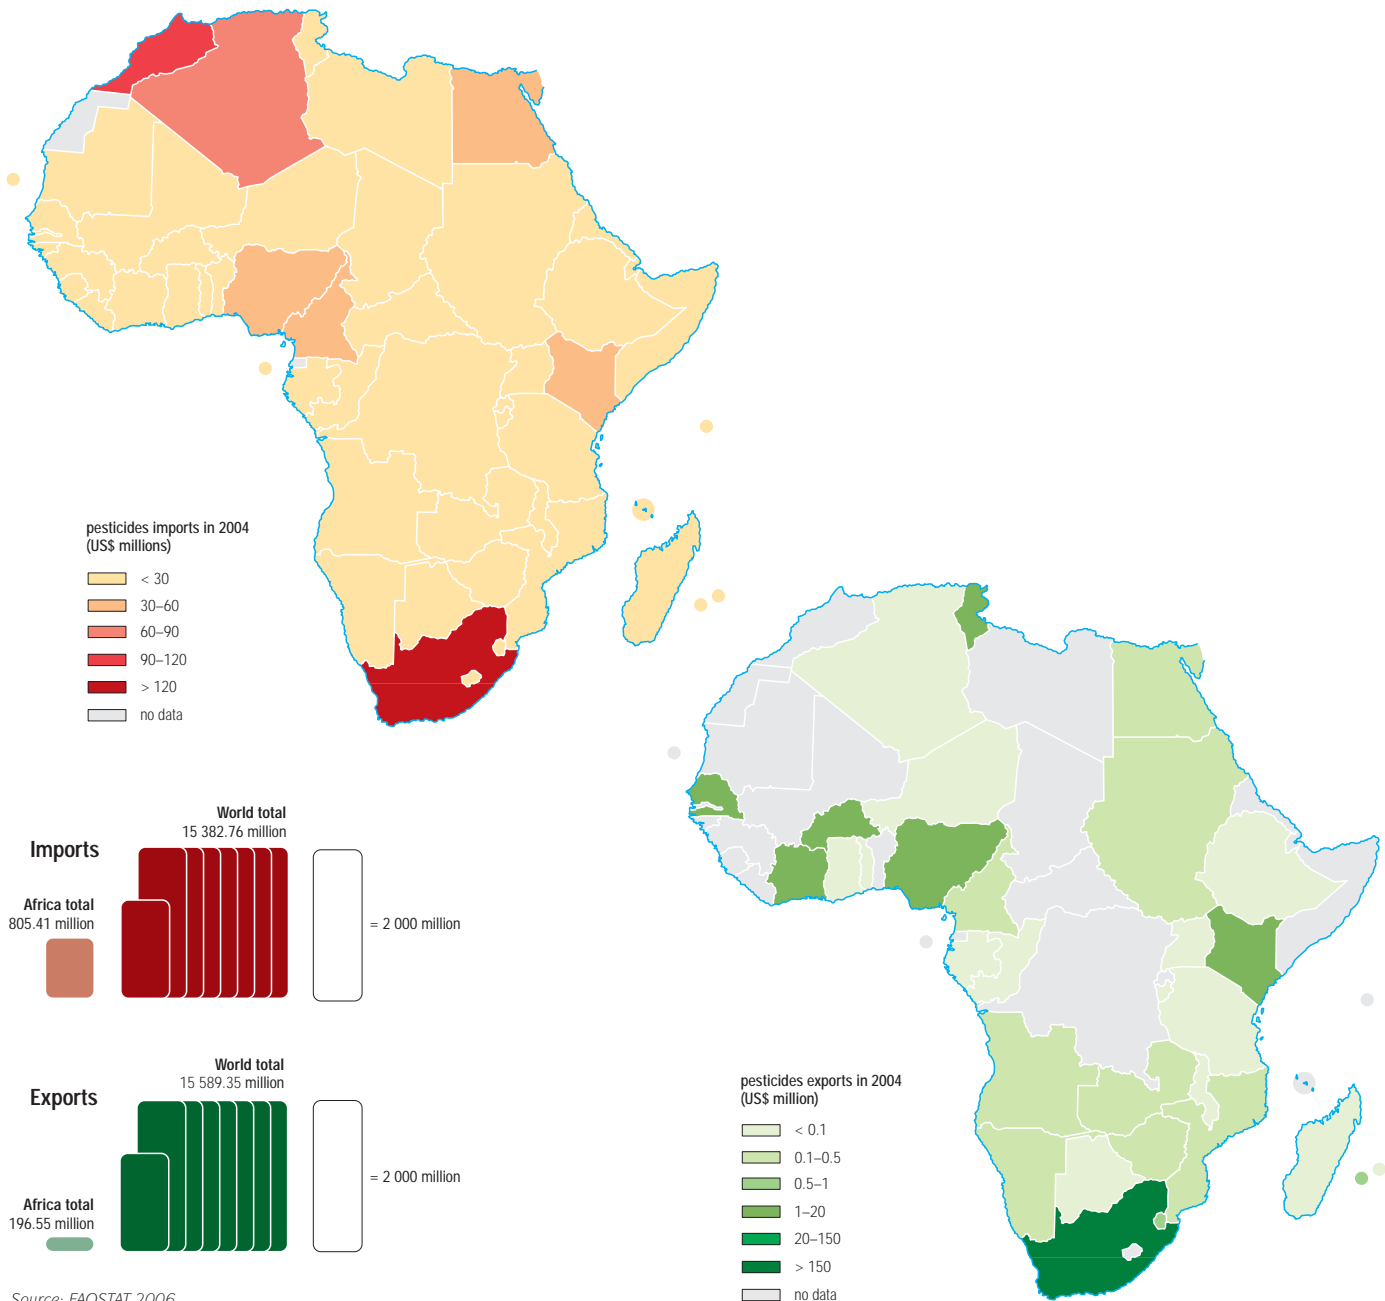 pesticides imports in 2004
(US$ millions)
< 30
30–60
60–90
90–120
> 120
no data
World total
15 382.76 million
Imports
Africa total
805.41 million
= 2 000 million
World total
15 589.35 million
Exports
Africa total
196.55 million
= 2 000 million
Source: FAOSTAT 2006
pesticides exports in 2004
(US$ million)
< 0.1
0.1–0.5
0.5–1
1–20
20–150
> 150
no data